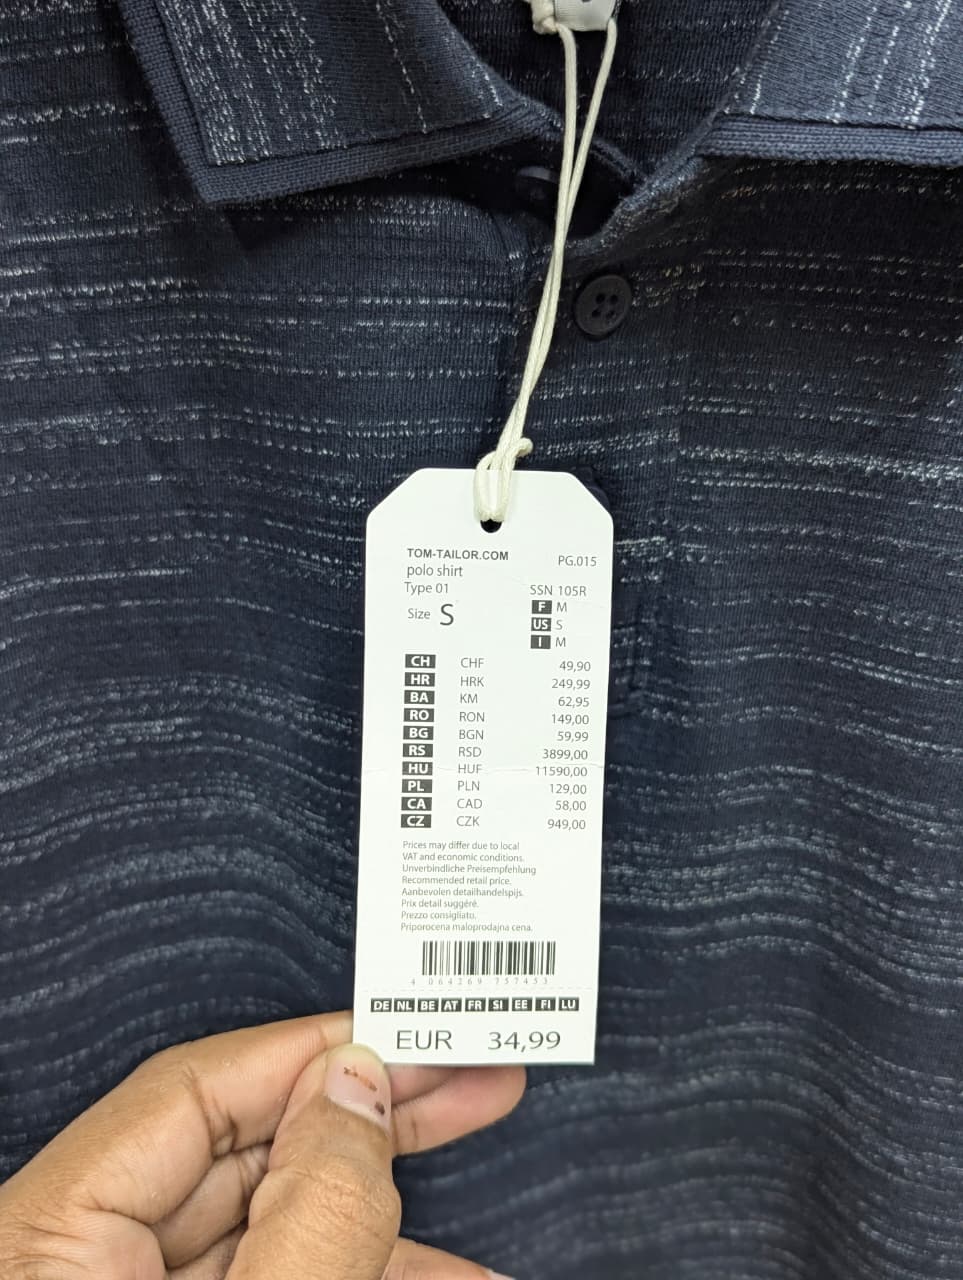 TOM-TAILOR.COM PG.015
polo shirt
Type 01 SSN 105R
Size S F M
US S
I M
CH CHF 49,90
HR HRK 249,99
BA KM 62,95
RO RON 149,00
BG BGN 59,99
RS RSD 3899,00
HU HUF 11590,00
PL PLN 129,00
CA CAD 58,00
CZ CZK 949,00
Prices may differ due to local
VAT and economic conditions.
Unverbindliche Preisempfehlung
Recommended retail price.
Aanbevolen detailhandelspijs.
Prix detail suggéré.
Prezzo consigliato.
Priporocena maloprodajna cena.
4 064269 757453
DE NL BE AT FR SI EE FI LU
EUR 34,99